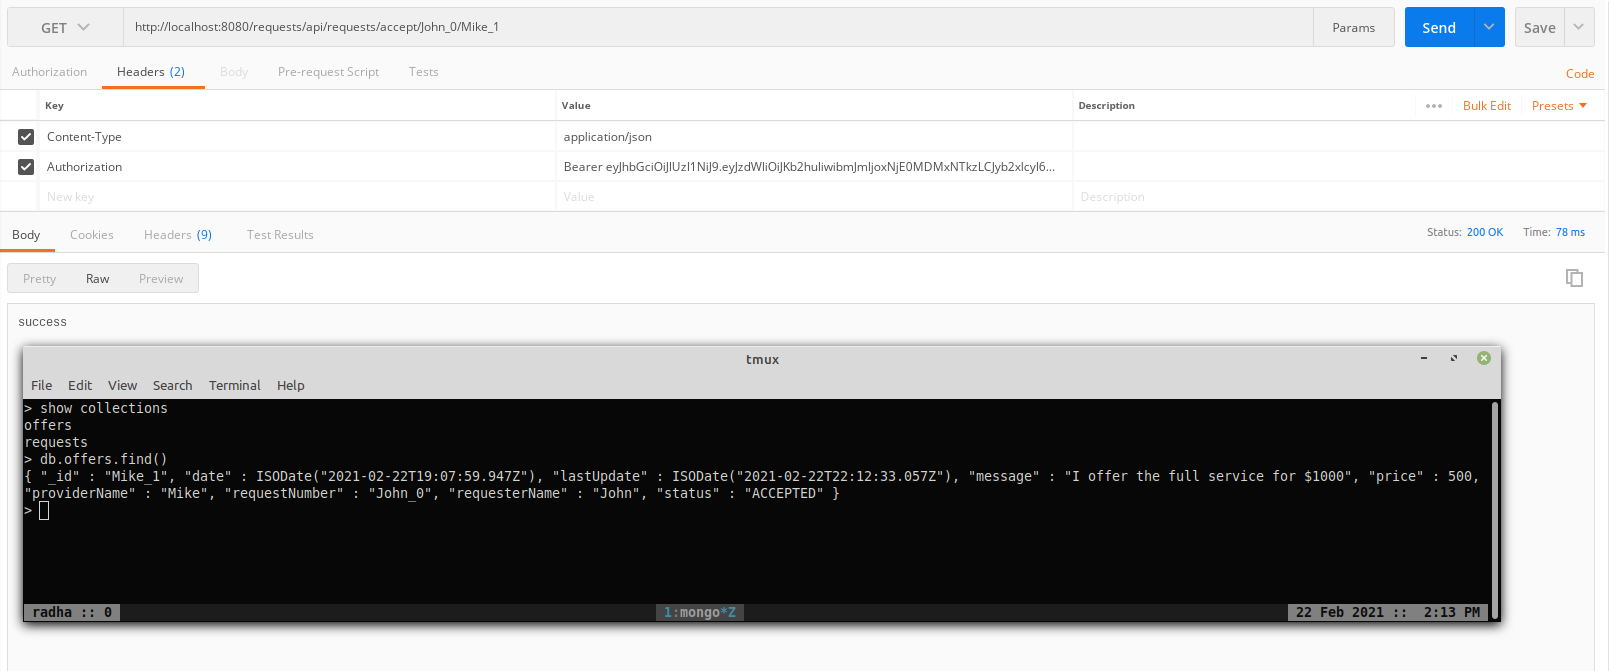 GET http://localhost:8080/requests/api/requests/accept/John_0/Mike_1 Params Send Save
Authorization Headers (2) Body Pre-request Script Tests Code
Key Value Description ••• Bulk Edit Presets
Content-Type application/json
Authorization Bearer eyJhbGciOiJIUzI1NiJ9.eyJzdWIiOiJKb2huIiwibmJmIjoxNjE0MDMxNTkzLCJyb2xlcyI6...
New key Value Description
Body Cookies Headers (9) Test Results Status: 200 OK Time: 78 ms
Pretty Raw Preview
success
tmux
File Edit View Search Terminal Help
> show collections
offers
requests
> db.offers.find()
{ "_id" : "Mike_1", "date" : ISODate("2021-02-22T19:07:59.947Z"), "lastUpdate" : ISODate("2021-02-22T22:12:33.057Z"), "message" : "I offer the full service for $1000", "price" : 500,
"providerName" : "Mike", "requestNumber" : "John_0", "requesterName" : "John", "status" : "ACCEPTED" }
>
radha :: 0 1:mongo*Z 22 Feb 2021 :: 2:13 PM